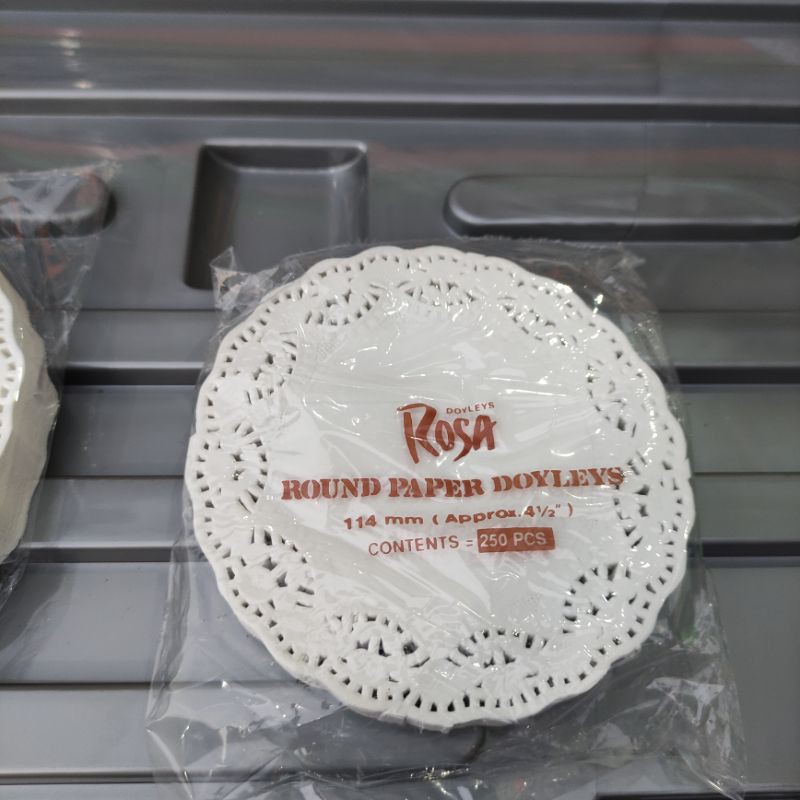 DOYLEYS
ROSA
ROUND PAPER DOYLEYS
114 mm ( Approx. 4½" )
CONTENTS = 250 PCS